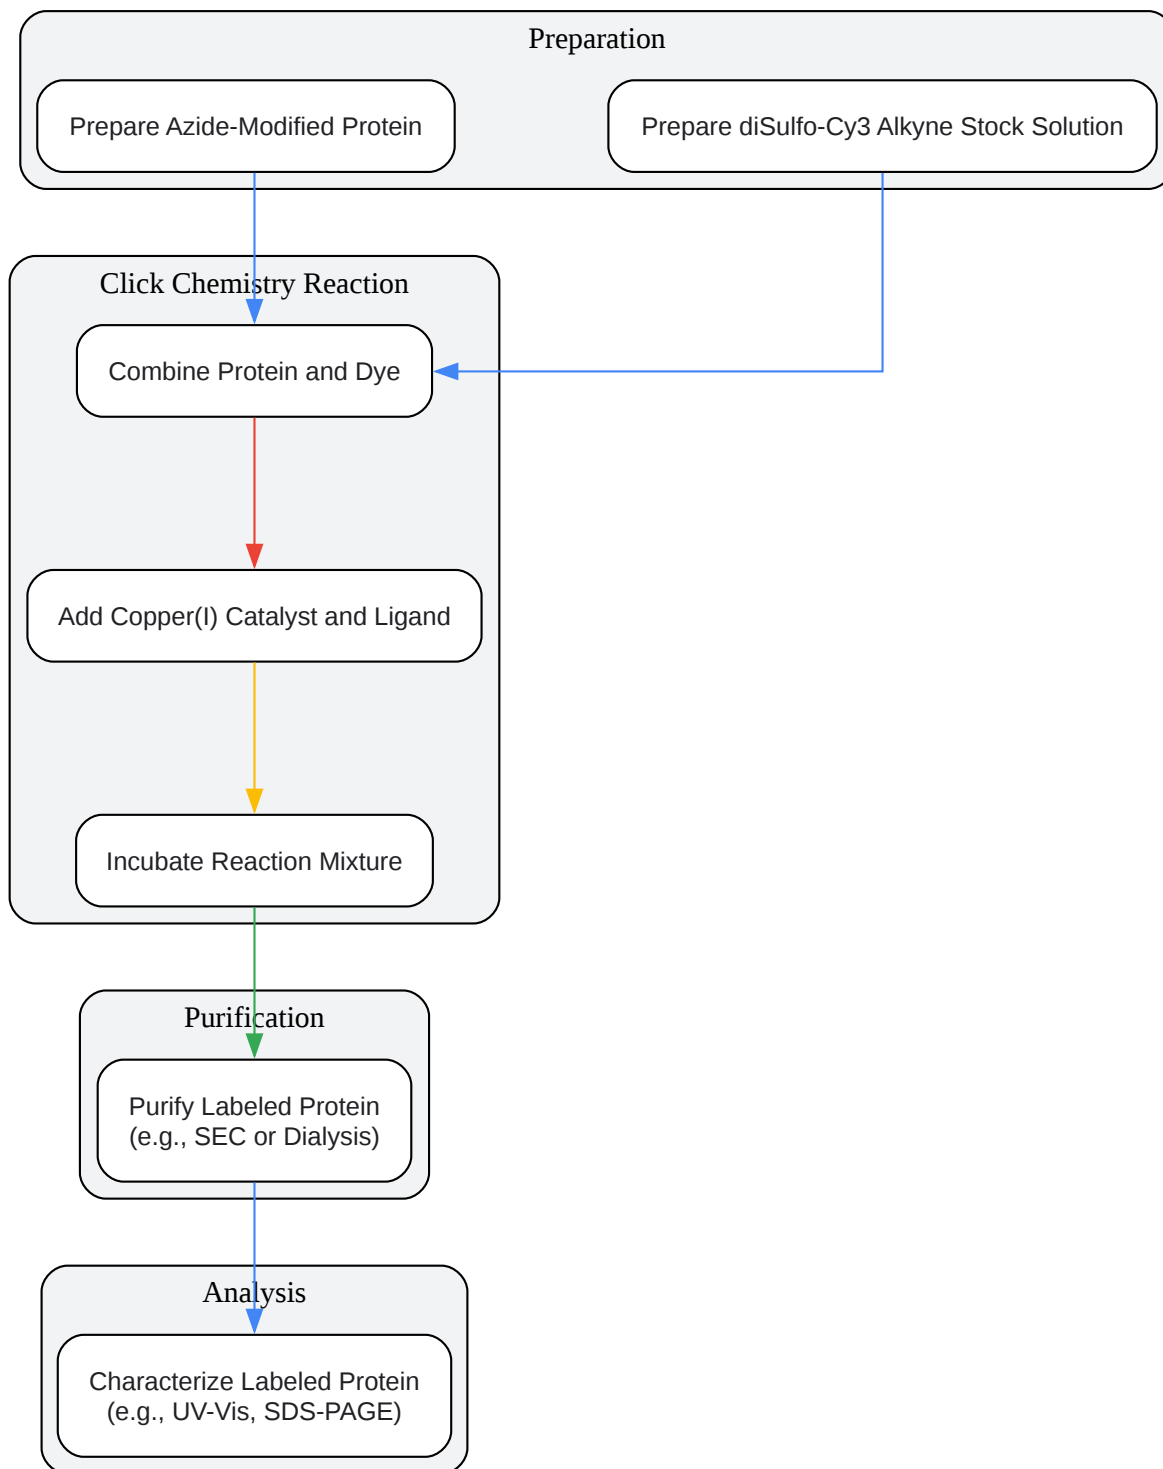 Preparation
Prepare Azide-Modified Protein
Prepare diSulfo-Cy3 Alkyne Stock Solution
Click Chemistry Reaction
Combine Protein and Dye
Add Copper(I) Catalyst and Ligand
Incubate Reaction Mixture
Purification
Purify Labeled Protein
(e.g., SEC or Dialysis)
Analysis
Characterize Labeled Protein
(e.g., UV-Vis, SDS-PAGE)